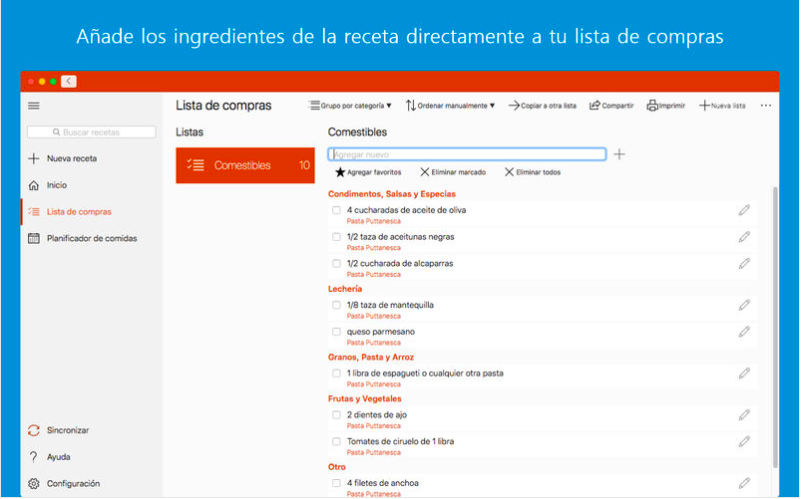 Añade los ingredientes de la receta directamente a tu lista de compras
Lista de compras
Grupo por categoría ▼
Ordenar manualmente ▼
Copiar a otra lista
Compartir
Imprimir
Nueva lista
Buscar recetas
Nueva receta
Inicio
Lista de compras
Planificador de comidas
Sincronizar
Ayuda
Configuración
Listas
Comestibles 10
Comestibles
Agregar nuevo
Agregar favoritos
Eliminar marcado
Eliminar todos
Condimentos, Salsas y Especias
4 cucharadas de aceite de oliva
Pasta Puttanesca
1/2 taza de aceitunas negras
Pasta Puttanesca
1/2 cucharada de alcaparras
Pasta Puttanesca
Lechería
1/8 taza de mantequilla
Pasta Puttanesca
queso parmesano
Pasta Puttanesca
Granos, Pasta y Arroz
1 libra de espagueti o cualquier otra pasta
Pasta Puttanesca
Frutas y Vegetales
2 dientes de ajo
Pasta Puttanesca
Tomates de ciruelo de 1 libra
Pasta Puttanesca
Otro
4 filetes de anchoa
Pasta Puttanesca